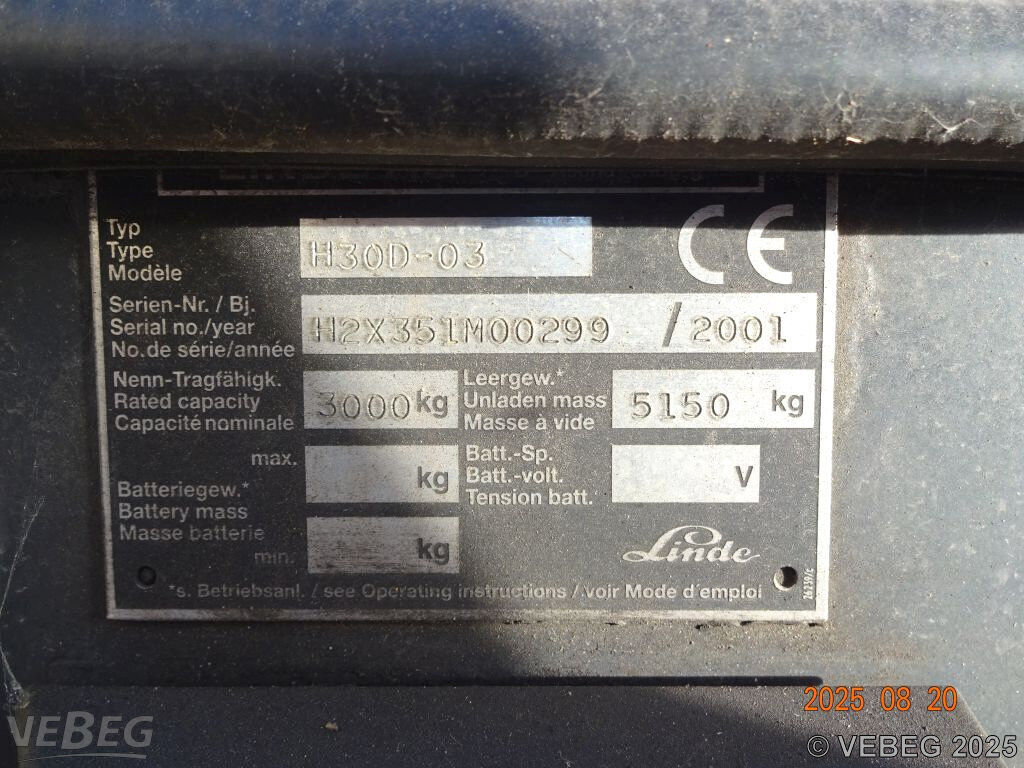 CE
Typ
Type
Modèle
H30D-03
Serien-Nr. / Bj.
Serial no./year
No.de série/année
H2X351M00299 / 2001
Nenn-Tragfähigk.
Rated capacity
Capacité nominale
3000 kg
Leergew.*
Unladen mass
Masse à vide
5150 kg
max.
kg
Batteriegew.*
Battery mass
Masse batterie
min.
kg
Batt.-Sp.
Batt.-volt.
Tension batt.
V
Linde
*s. Betriebsanl. / see Operating instructions / voir Mode d'emploi
2025 08 20
VEBEG
© VEBEG 2025